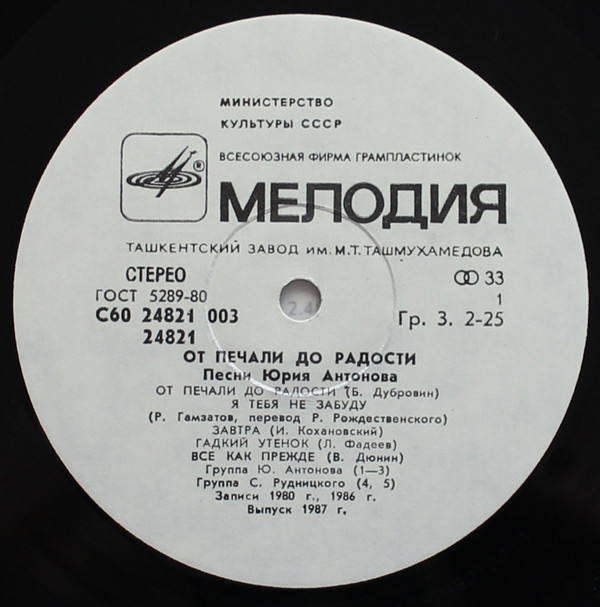 МИНИСТЕРСТВО
КУЛЬТУРЫ СССР
ВСЕСОЮЗНАЯ ФИРМА ГРАМПЛАСТИНОК
®
МЕЛОДИЯ
ТАШКЕНТСКИЙ ЗАВОД ИМ. М.Т. ТАШМУХАМЕДОВА
СТЕРЕО
33
ГОСТ 5289-80
1
С60 24821 003
2.4
Гр. 3. 2-25
24821
ОТ ПЕЧАЛИ ДО РАДОСТИ
Песни Юрия Антонова
ОТ ПЕЧАЛИ ДО РАДОСТИ (Б. Дубровин)
Я ТЕБЯ НЕ ЗАБУДУ
(Р. Гамзатов, перевод Р. Рождественского)
ЗАВТРА (И. Кохановский)
ГАДКИЙ УТЕНОК (Л. Фадеев)
ВСЕ КАК ПРЕЖДЕ (В. Дюнин)
Группа Ю. Антонова (1—3)
Группа С. Рудницкого (4, 5)
Записи 1980 г., 1986 г.
Выпуск 1987 г.